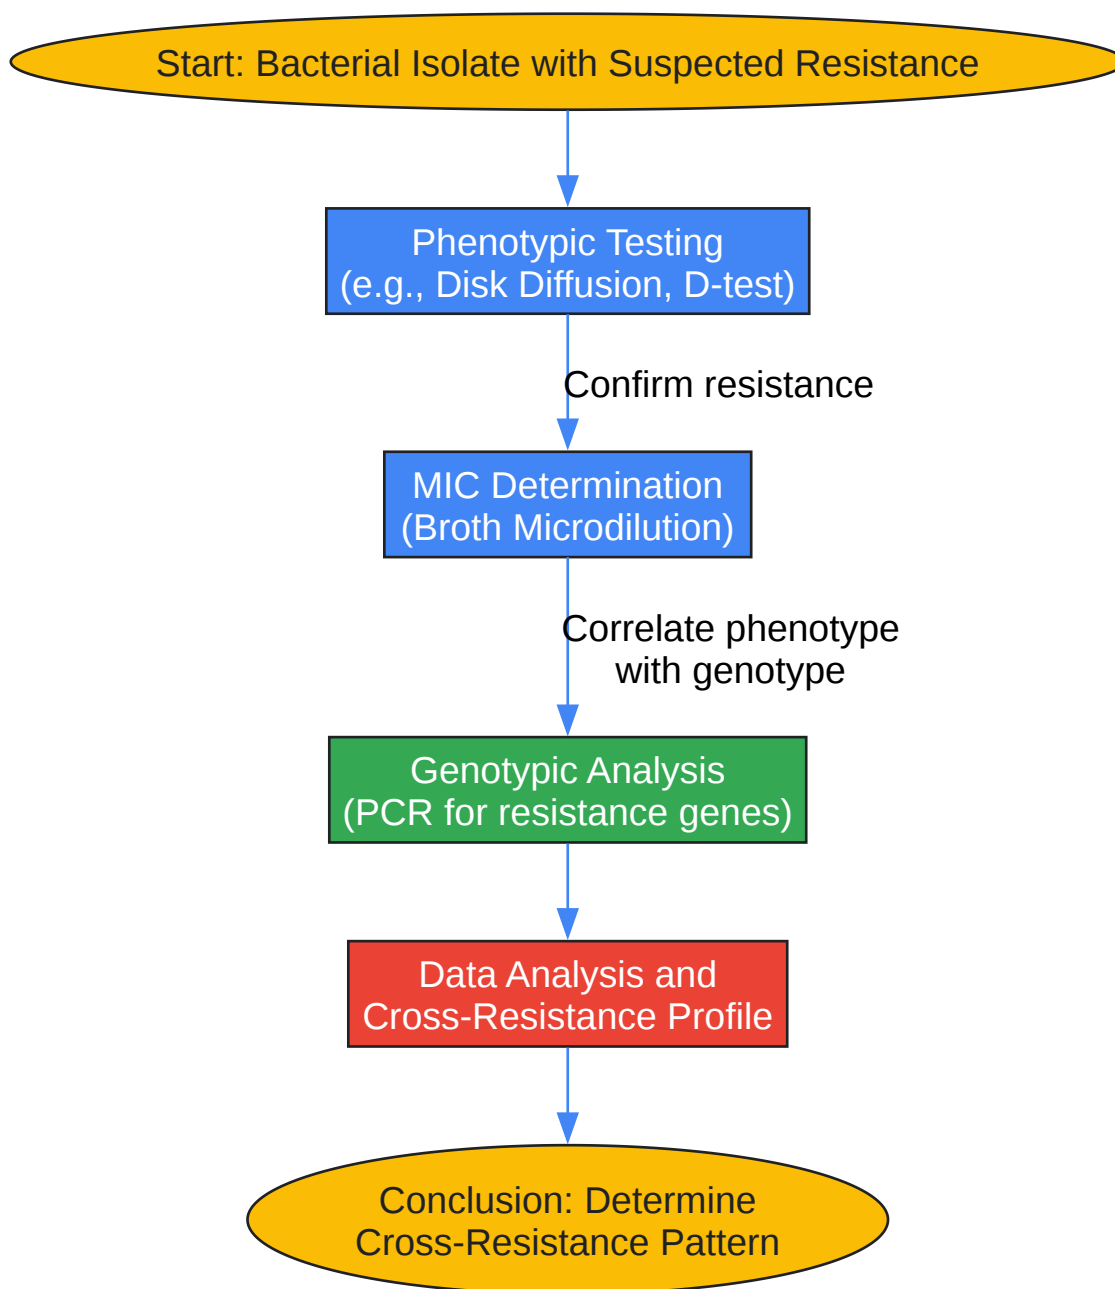 Start: Bacterial Isolate with Suspected Resistance
Phenotypic Testing
(e.g., Disk Diffusion, D-test)
Confirm resistance
MIC Determination
(Broth Microdilution)
Correlate phenotype
with genotype
Genotypic Analysis
(PCR for resistance genes)
Data Analysis and
Cross-Resistance Profile
Conclusion: Determine
Cross-Resistance Pattern